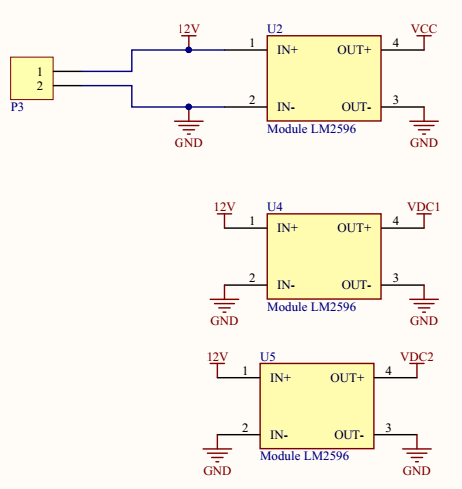 12V U2 VCC
1 IN+ OUT+ 4
1
2
P3
2 IN- OUT- 3
GND Module LM2596 GND
12V U4 VDC1
1 IN+ OUT+ 4
2 IN- OUT- 3
GND Module LM2596 GND
12V U5 VDC2
1 IN+ OUT+ 4
2 IN- OUT- 3
GND Module LM2596 GND